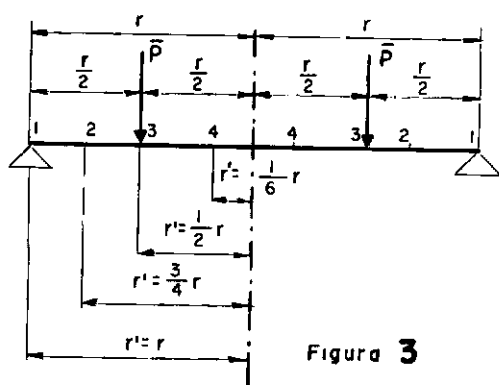 r r
P̅ P̅
r/2 r/2 r/2 r/2
1 2 3 4 4 3 2 1
r'= 1/6 r
r'= 1/2 r
r'= 3/4 r
r'= r
Figura 3